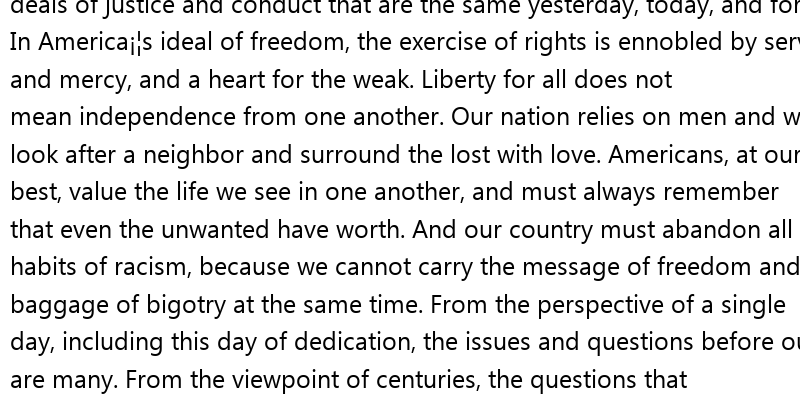 deals of justice and conduct that are the same yesterday, today, and for
In America¡¦s ideal of freedom, the exercise of rights is ennobled by ser
and mercy, and a heart for the weak. Liberty for all does not
mean independence from one another. Our nation relies on men and w
look after a neighbor and surround the lost with love. Americans, at our
best, value the life we see in one another, and must always remember
that even the unwanted have worth. And our country must abandon all
habits of racism, because we cannot carry the message of freedom and
baggage of bigotry at the same time. From the perspective of a single
day, including this day of dedication, the issues and questions before ou
are many. From the viewpoint of centuries, the questions that